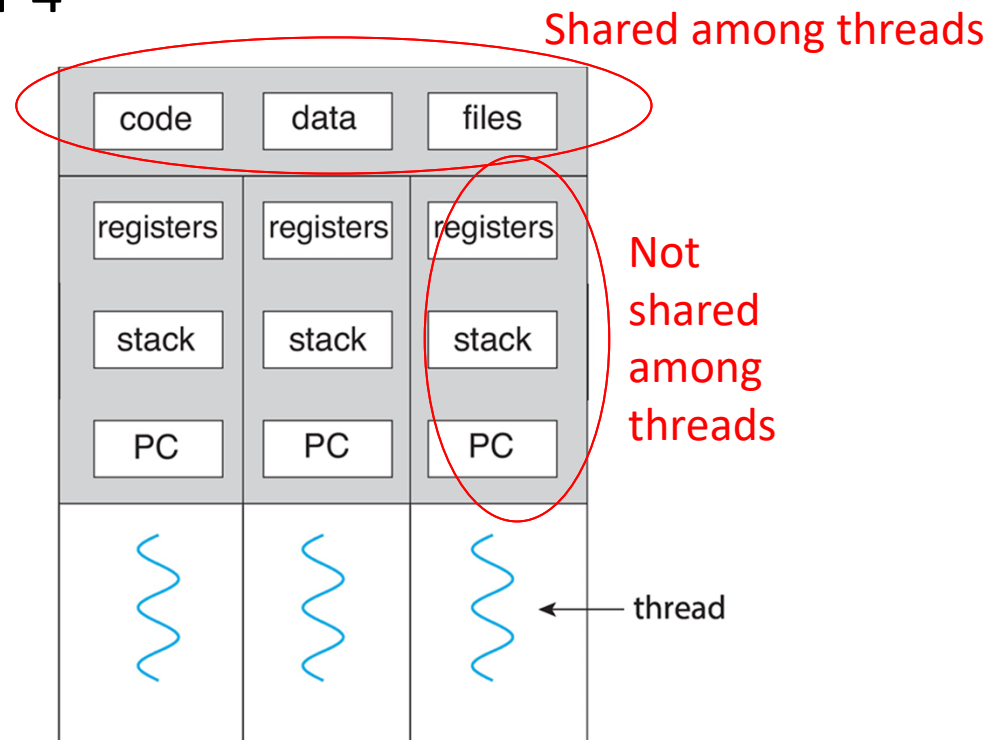 4
Shared among threads
code data files
registers registers registers
Not
shared
among
threads
stack stack stack
PC PC PC
thread